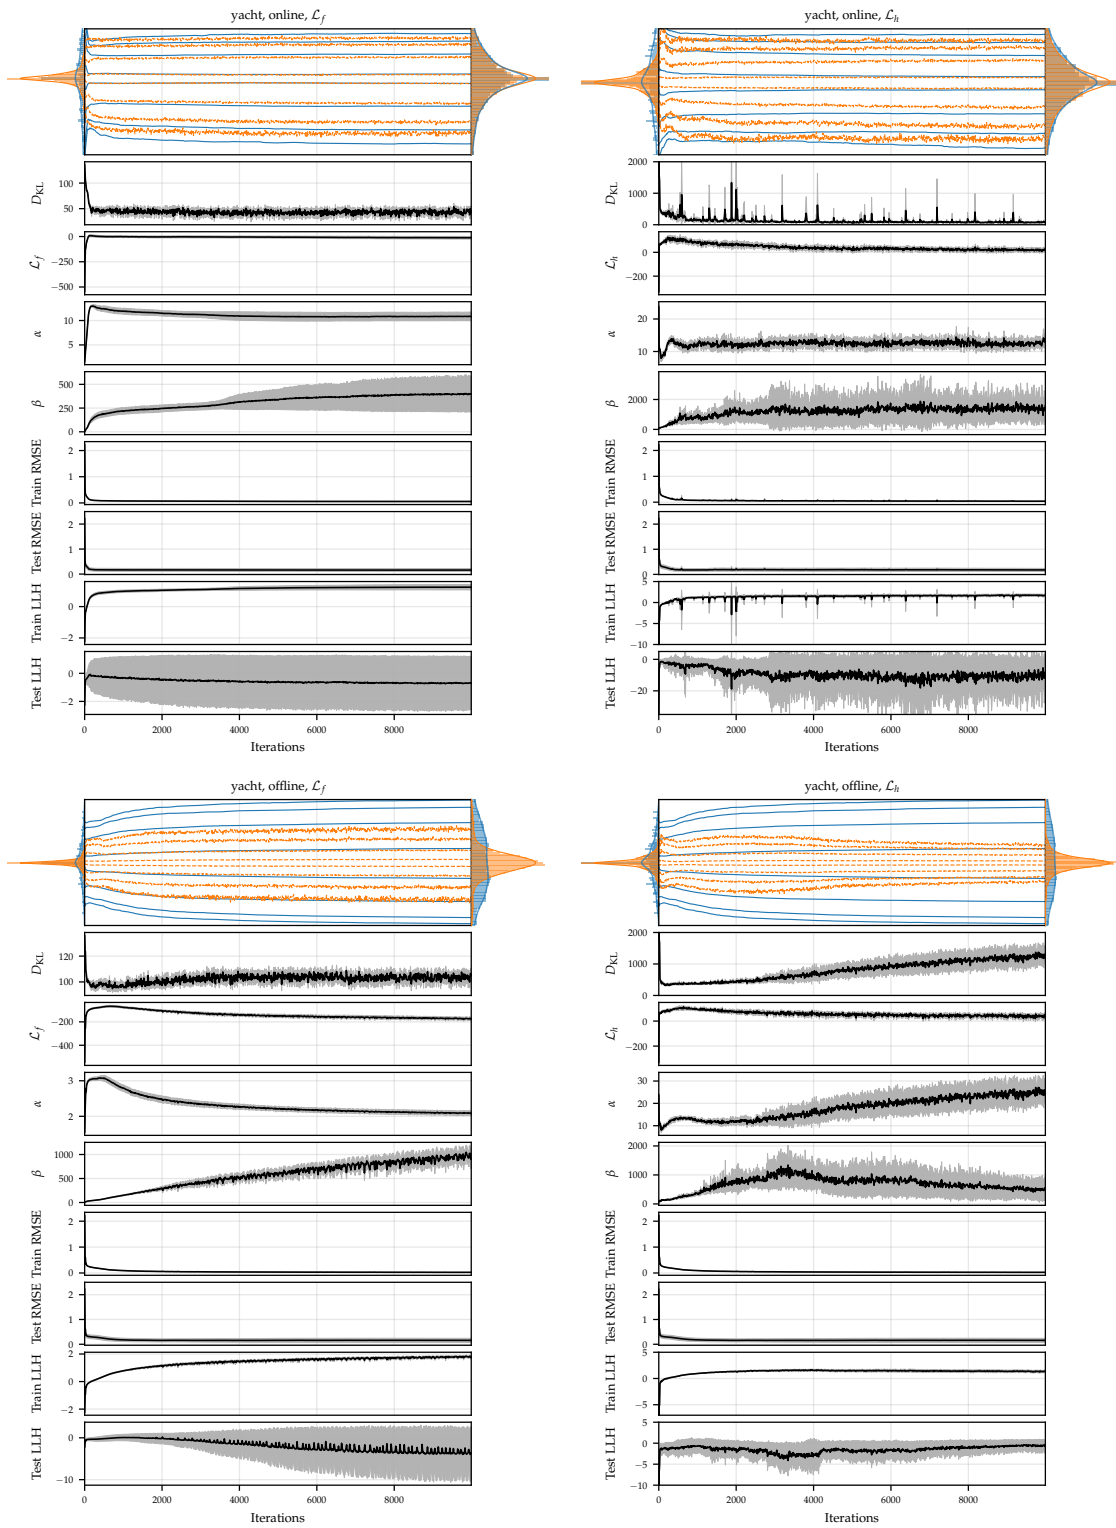 yacht, online, ℒf
D_KL
100
50
ℒf
0
−250
−500
α
10
5
β
500
250
0
Train RMSE
2
1
0
Test RMSE
2
1
0
Train LLH
0
−2
Test LLH
0
−2
0 2000 4000 6000 8000
Iterations
yacht, online, ℒh
D_KL
2000
1000
0
ℒh
0
−200
α
20
10
β
2000
0
Train RMSE
2
1
0
Test RMSE
2
1
0
Train LLH
5
0
−5
−10
Test LLH
0
−20
0 2000 4000 6000 8000
Iterations
yacht, offline, ℒf
D_KL
120
100
ℒf
−200
−400
α
3
2
β
1000
500
0
Train RMSE
2
1
0
Test RMSE
2
1
0
Train LLH
2
0
−2
Test LLH
0
−10
0 2000 4000 6000 8000
Iterations
yacht, offline, ℒh
D_KL
2000
1000
0
ℒh
0
−200
α
30
20
10
β
2000
1000
0
Train RMSE
2
1
0
Test RMSE
2
1
0
Train LLH
5
0
−5
Test LLH
5
0
−5
−10
0 2000 4000 6000 8000
Iterations